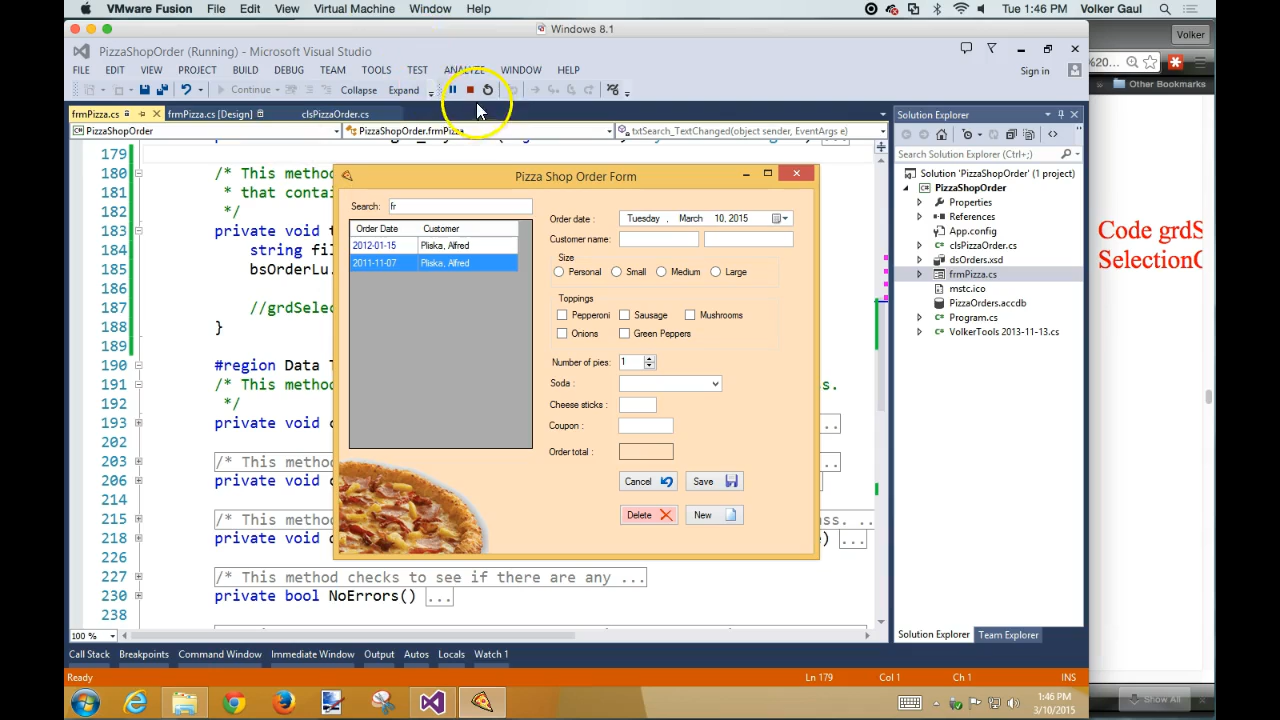 VMware Fusion File Edit View Virtual Machine Window Help Tue 1:46 PM Volker Gaul
Windows 8.1
Volker
PizzaShopOrder (Running) - Microsoft Visual Studio
FILE EDIT VIEW PROJECT BUILD DEBUG TEAM TOOLS TEST ANALYZE WINDOW HELP Sign in
Continue Collapse Expand
%20...
Other Bookmarks
frmPizza.cs frmPizza.cs [Design] clsPizzaOrder.cs
PizzaShopOrder PizzaShopOrder.frmPizza txtSearch_TextChanged(object sender, EventArgs e)
179
180 /* This meth
181 * that conta
182 */
183 private void t
184 string fil
185 bsOrderLu.
186
187 //grdSelec
188 }
189
190 #region Data T
191 /* This metho s.
192 */
193 private void c ...
202
203 /* This metho ...
206 private void c ...
214
215 /* This metho ass. ...
218 private void c e) ...
226
227 /* This method checks to see if there are any ...
230 private bool NoErrors() ...
238
Pizza Shop Order Form
Search: fr
Order Date Customer
2012-01-15 Pliska, Alfred
2011-11-07 Pliska, Alfred
Order date : Tuesday , March 10, 2015
Customer name:
Size
Personal Small Medium Large
Toppings
Pepperoni Sausage Mushrooms
Onions Green Peppers
Number of pies: 1
Soda :
Cheese sticks :
Coupon :
Order total :
Cancel Save
Delete New
Solution Explorer
Search Solution Explorer (Ctrl+;)
Solution 'PizzaShopOrder' (1 project)
PizzaShopOrder
Properties
References
App.config
clsPizzaOrder.cs
dsOrders.xsd
frmPizza.cs
mstc.ico
PizzaOrders.accdb
Program.cs
VolkerTools 2013-11-13.cs
Solution Explorer Team Explorer
Code grdS
SelectionC
100 %
Call Stack Breakpoints Command Window Immediate Window Output Autos Locals Watch 1
Ready Ln 179 Col 1 Ch 1 INS
1:46 PM
3/10/2015
Show All